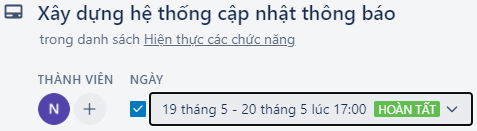 Xây dựng hệ thống cập nhật thông báo
trong danh sách Hiện thực các chức năng
THÀNH VIÊN NGÀY
N + 19 tháng 5 - 20 tháng 5 lúc 17:00 HOÀN TẤT